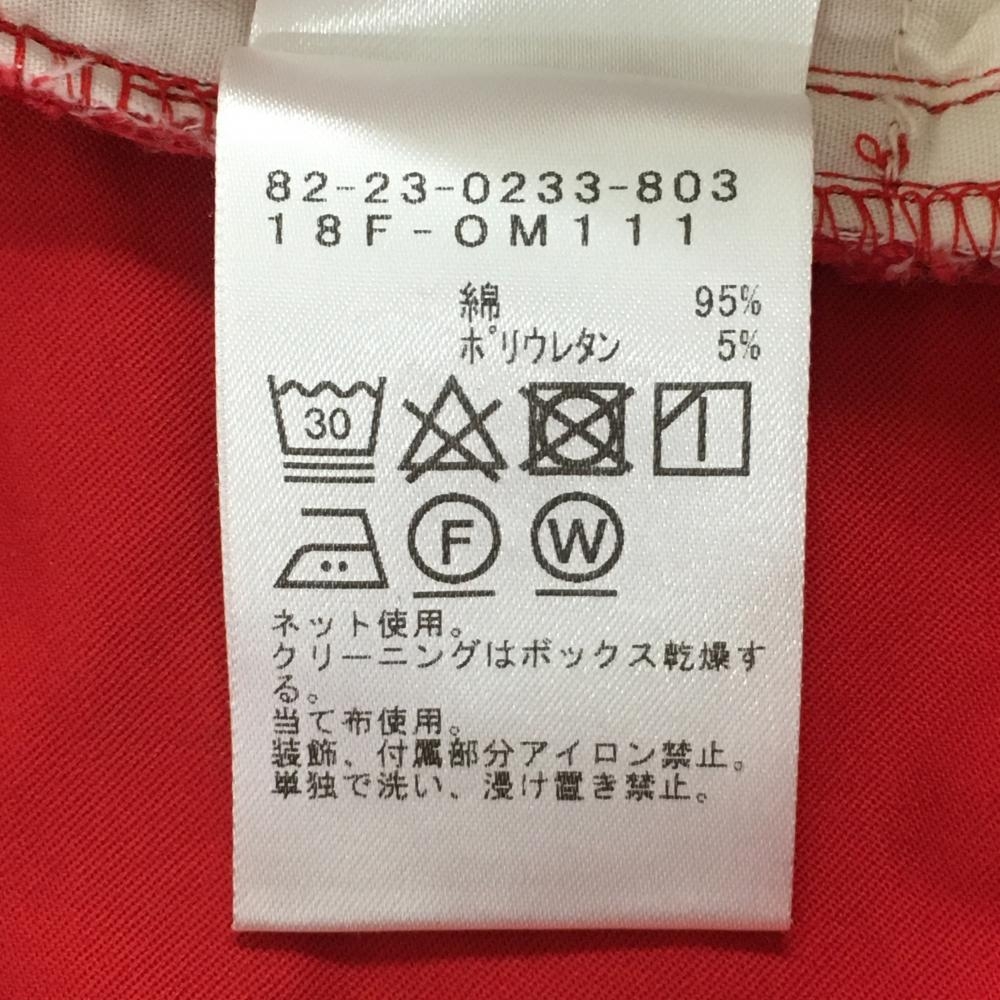 82-23-0233-803
18F-OM111
綿 95%
ポリウレタン 5%
30
F W
ネット使用。
クリーニングはボックス乾燥す
る。
当て布使用。
装飾、付属部分アイロン禁止。
単独で洗い、浸け置き禁止。